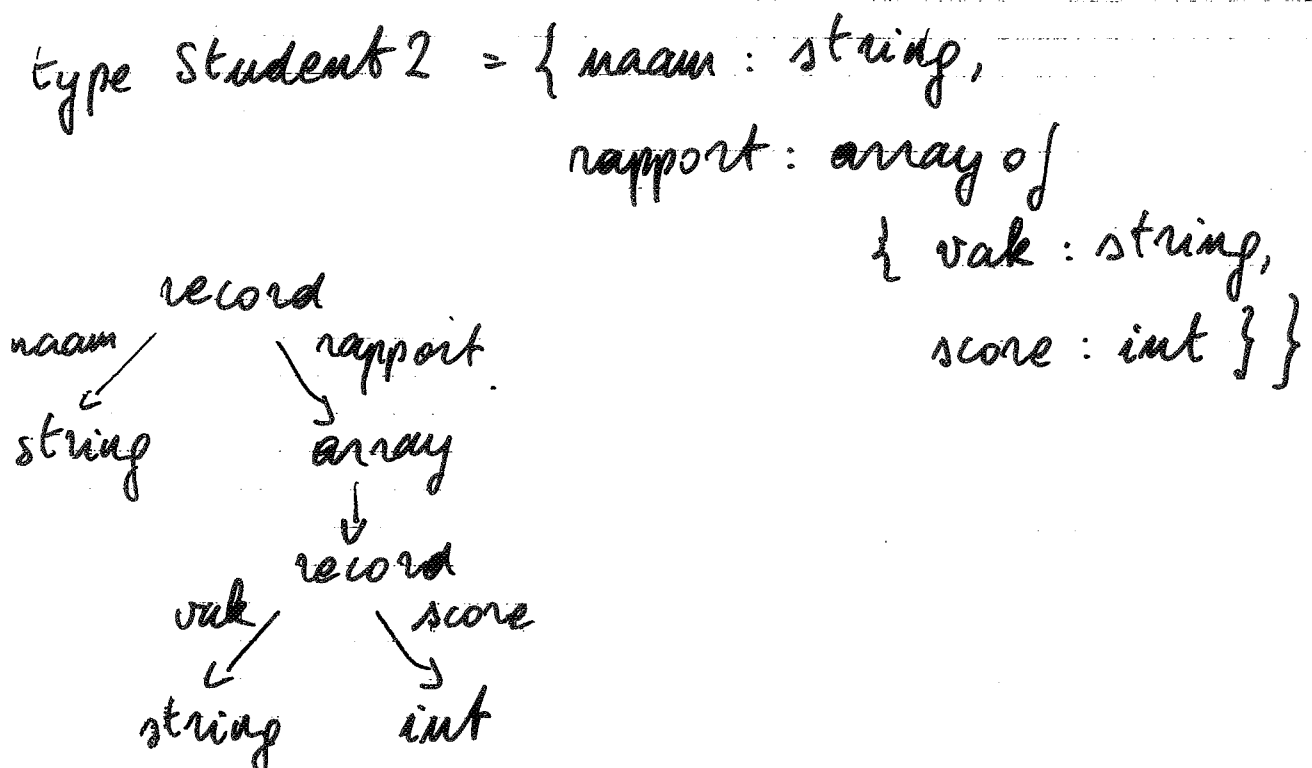 type Student2 = { naam : string,
rapport : array of
{ vak : string,
score : int } }
record
naam rapport
string array
record
vak score
string int